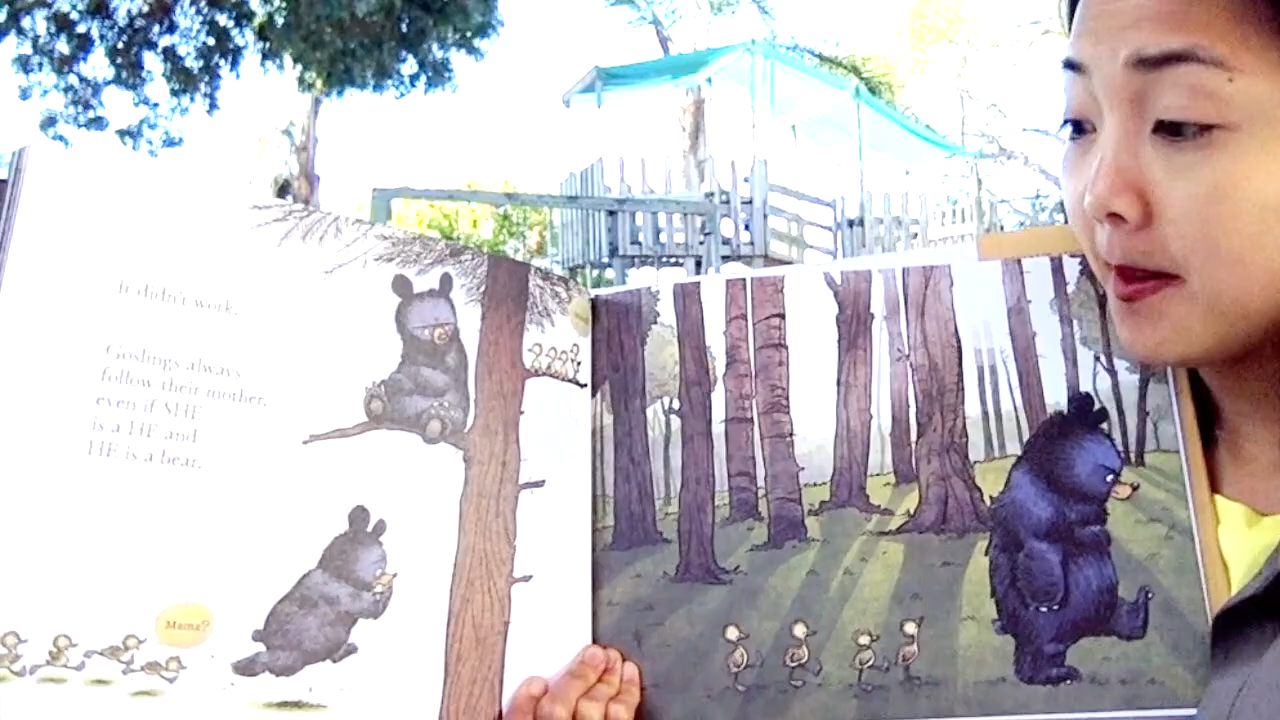 It didn't work.
Goslings always
follow their mother,
even if SHE
is a HE and
HE is a bear.
Mama?